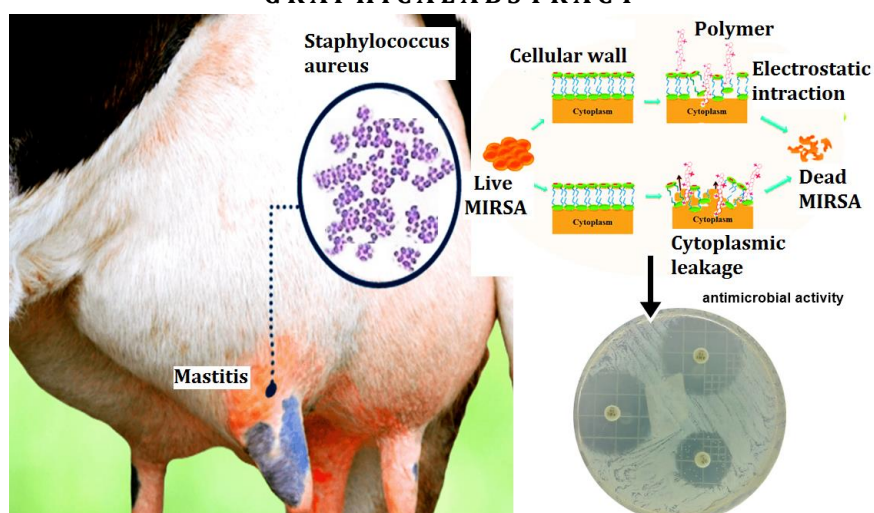 G R A P H I C A L A B S T R A C T
Staphylococcus
aureus
Mastitis
Polymer
Cellular wall
Electrostatic
intraction
Cytoplasm
Cytoplasm
Live
MIRSA
Dead
MIRSA
Cytoplasm
Cytoplasmic
leakage
antimicrobial activity